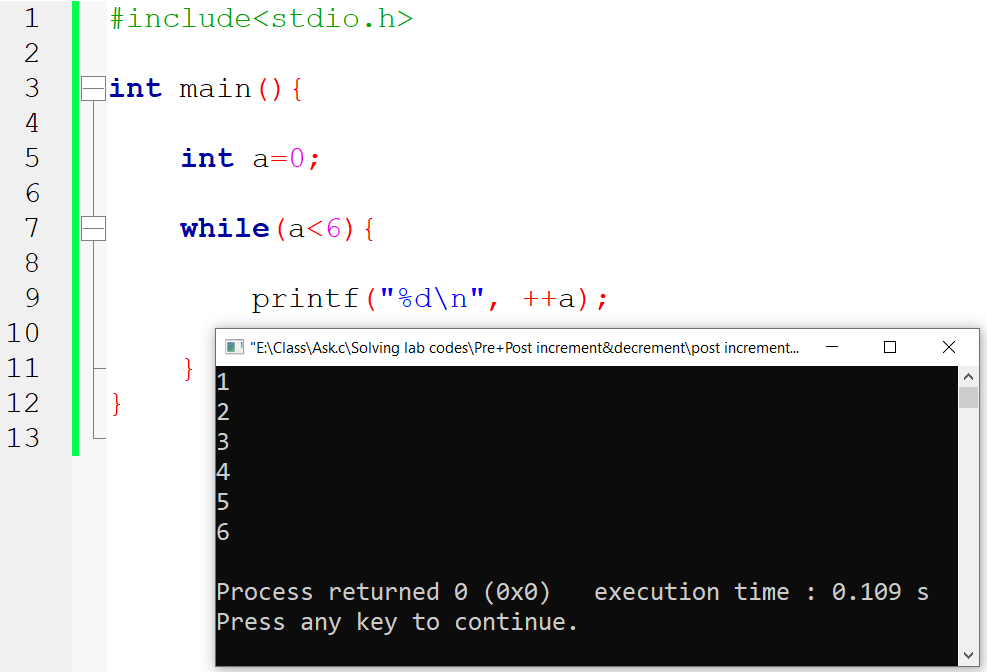 1 #include<stdio.h>
2
3 int main(){
4
5 int a=0;
6
7 while(a<6){
8
9 printf("%d\n", ++a);
10
11 }
12 }
13
"E:\Class\Ask.c\Solving lab codes\Pre+Post increment&decrement\post increment...
1
2
3
4
5
6
Process returned 0 (0x0)   execution time : 0.109 s
Press any key to continue.